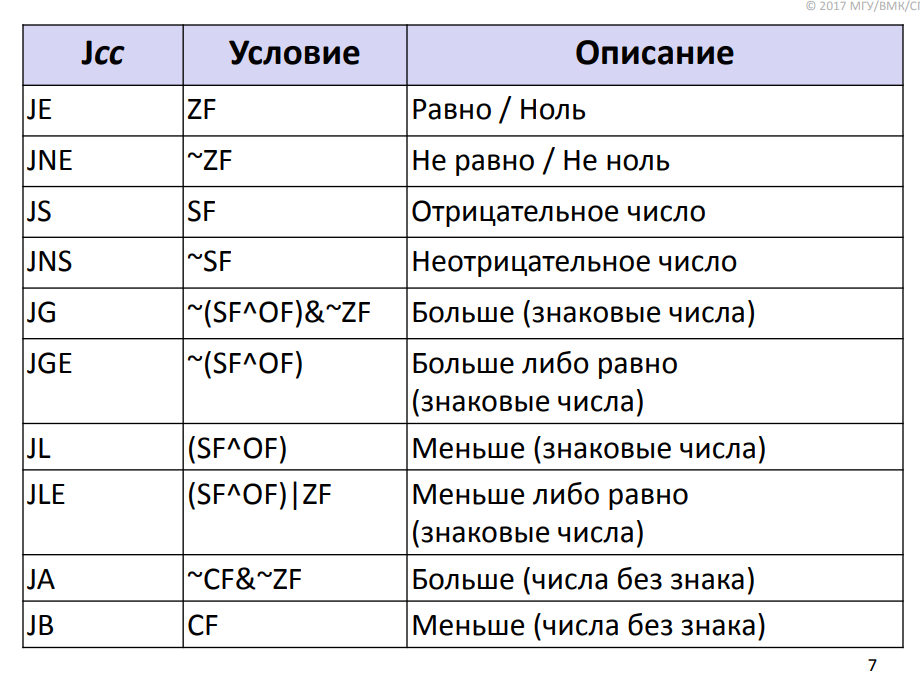 © 2017 МГУ/ВМК/СП
Jcc Условие Описание
JE ZF Равно / Ноль
JNE ~ZF Не равно / Не ноль
JS SF Отрицательное число
JNS ~SF Неотрицательное число
JG ~(SF^OF)&~ZF Больше (знаковые числа)
JGE ~(SF^OF) Больше либо равно
(знаковые числа)
JL (SF^OF) Меньше (знаковые числа)
JLE (SF^OF)|ZF Меньше либо равно
(знаковые числа)
JA ~CF&~ZF Больше (числа без знака)
JB CF Меньше (числа без знака)
7